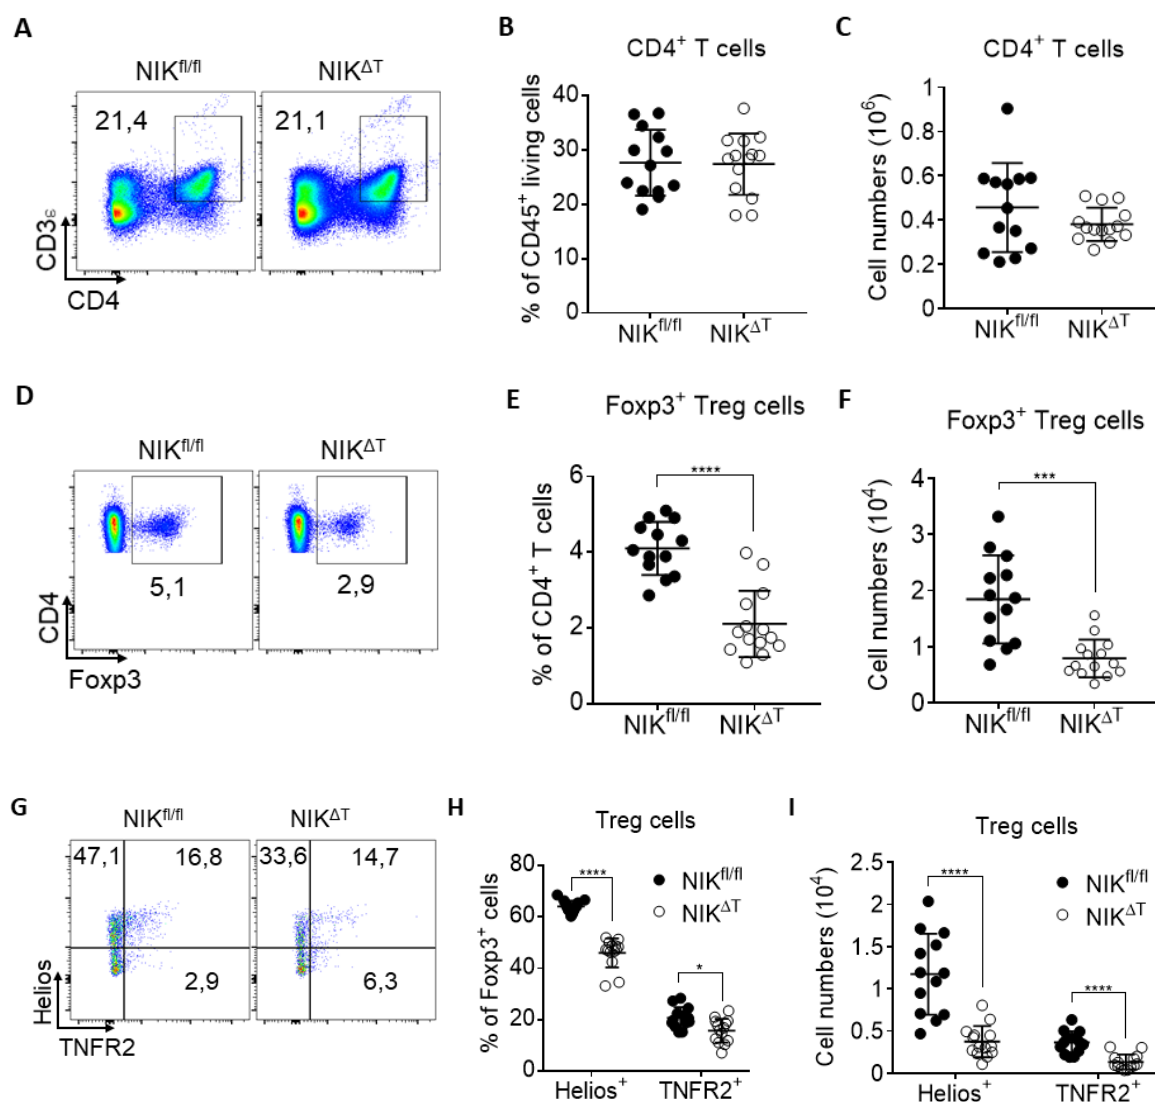 A
NIK^fl/fl NIK^ΔT
21,4 21,1
CD3ε
CD4
B
CD4⁺ T cells
% of CD45⁺ living cells
40
30
20
10
0
NIK^fl/fl NIK^ΔT
C
CD4⁺ T cells
Cell numbers (10⁶)
1
0.8
0.6
0.4
0.2
0
NIK^fl/fl NIK^ΔT
D
NIK^fl/fl NIK^ΔT
5,1 2,9
CD4
Foxp3
E
Foxp3⁺ Treg cells
% of CD4⁺ T cells
6
4
2
0
****
NIK^fl/fl NIK^ΔT
F
Foxp3⁺ Treg cells
Cell numbers (10⁴)
4
3
2
1
0
***
NIK^fl/fl NIK^ΔT
G
NIK^fl/fl NIK^ΔT
47,1 16,8 33,6 14,7
2,9 6,3
Helios
TNFR2
H
Treg cells
% of Foxp3⁺ cells
80
60
40
20
0
****
*
NIK^fl/fl
NIK^ΔT
Helios⁺ TNFR2⁺
I
Treg cells
Cell numbers (10⁴)
2.5
2
1.5
1
0.5
0
****
****
NIK^fl/fl
NIK^ΔT
Helios⁺ TNFR2⁺